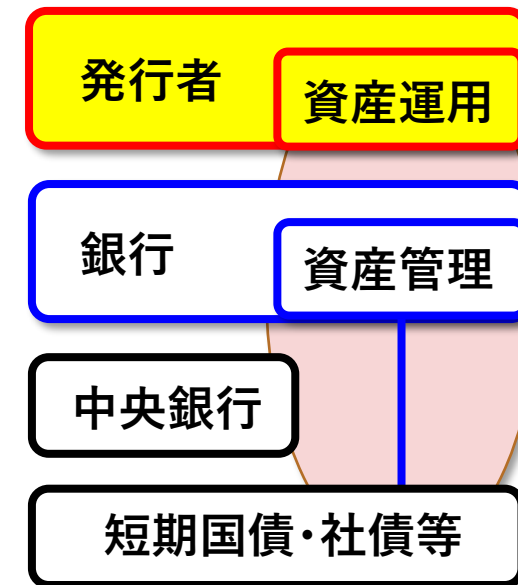 発行者
資産運用
銀行
資産管理
中央銀行
短期国債・社債等